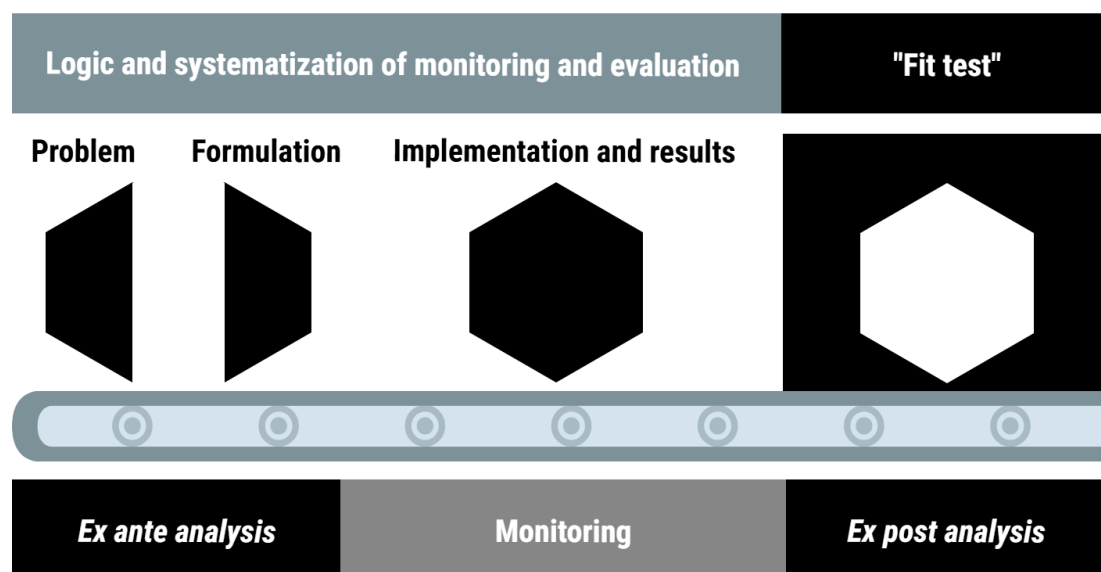 Logic and systematization of monitoring and evaluation
"Fit test"
Problem
Formulation
Implementation and results
Ex ante analysis
Monitoring
Ex post analysis